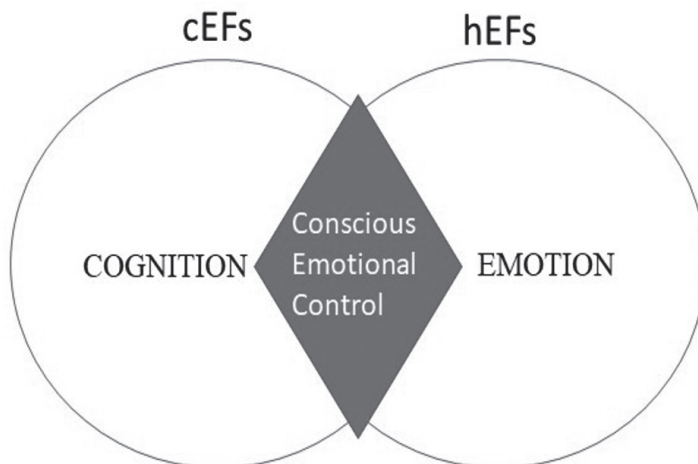 cEFs
hEFs
COGNITION
Conscious
Emotional
Control
EMOTION